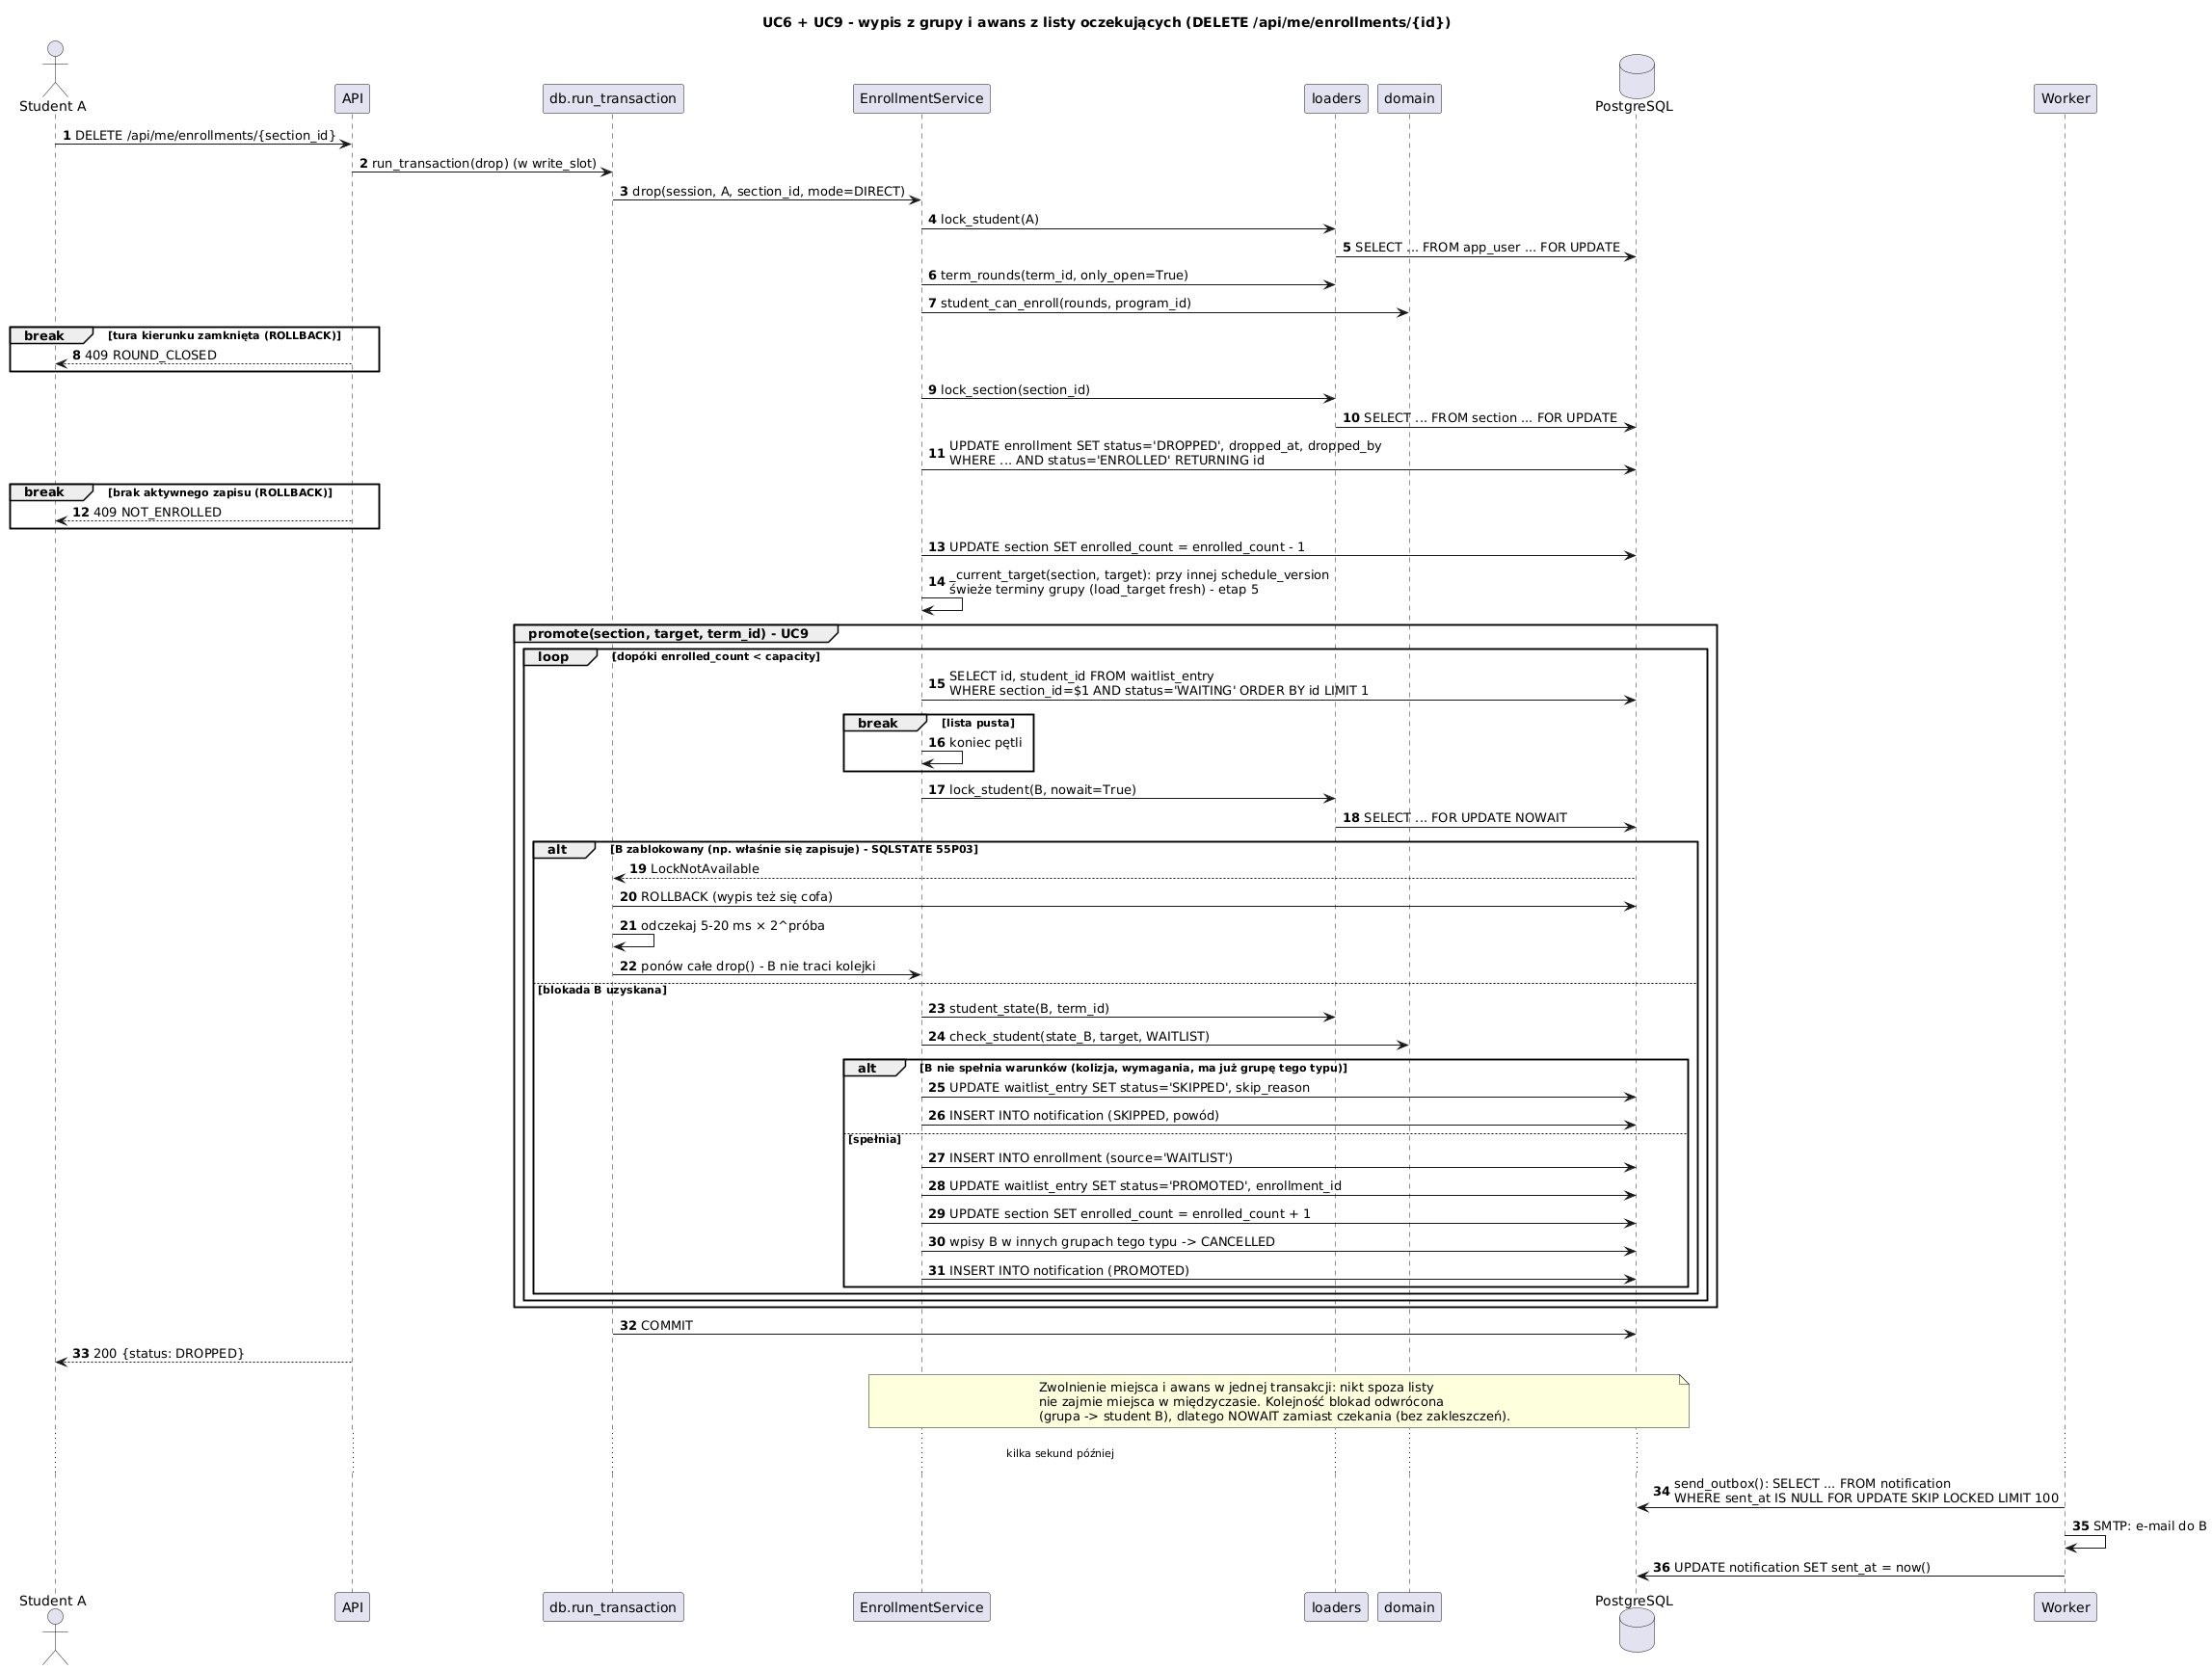 UC6 + UC9 - wypis z grupy i awans z listy oczekujących (DELETE /api/me/enrollments/{id})
Student A
API
db.run_transaction
EnrollmentService
loaders
domain
PostgreSQL
Worker
1 DELETE /api/me/enrollments/{section_id}
2 run_transaction(drop) (w write_slot)
3 drop(session, A, section_id, mode=DIRECT)
4 lock_student(A)
5 SELECT ... FROM app_user ... FOR UPDATE
6 term_rounds(term_id, only_open=True)
7 student_can_enroll(rounds, program_id)
break [tura kierunku zamknięta (ROLLBACK)]
8 409 ROUND_CLOSED
9 lock_section(section_id)
10 SELECT ... FROM section ... FOR UPDATE
11 UPDATE enrollment SET status='DROPPED', dropped_at, dropped_by
WHERE ... AND status='ENROLLED' RETURNING id
break [brak aktywnego zapisu (ROLLBACK)]
12 409 NOT_ENROLLED
13 UPDATE section SET enrolled_count = enrolled_count - 1
14 _current_target(section, target): przy innej schedule_version
świeże terminy grupy (load_target fresh) - etap 5
promote(section, target, term_id) - UC9
loop [dopóki enrolled_count < capacity]
15 SELECT id, student_id FROM waitlist_entry
WHERE section_id=$1 AND status='WAITING' ORDER BY id LIMIT 1
break [lista pusta]
16 koniec pętli
17 lock_student(B, nowait=True)
18 SELECT ... FOR UPDATE NOWAIT
alt [B zablokowany (np. właśnie się zapisuje) - SQLSTATE 55P03]
19 LockNotAvailable
20 ROLLBACK (wypis też się cofa)
21 odczekaj 5-20 ms × 2^próba
22 ponów całe drop() - B nie traci kolejki
[blokada B uzyskana]
23 student_state(B, term_id)
24 check_student(state_B, target, WAITLIST)
alt [B nie spełnia warunków (kolizja, wymagania, ma już grupę tego typu)]
25 UPDATE waitlist_entry SET status='SKIPPED', skip_reason
26 INSERT INTO notification (SKIPPED, powód)
[spełnia]
27 INSERT INTO enrollment (source='WAITLIST')
28 UPDATE waitlist_entry SET status='PROMOTED', enrollment_id
29 UPDATE section SET enrolled_count = enrolled_count + 1
30 wpisy B w innych grupach tego typu -> CANCELLED
31 INSERT INTO notification (PROMOTED)
32 COMMIT
33 200 {status: DROPPED}
Zwolnienie miejsca i awans w jednej transakcji: nikt spoza listy
nie zajmie miejsca w międzyczasie. Kolejność blokad odwrócona
(grupa -> student B), dlatego NOWAIT zamiast czekania (bez zakleszczeń).
kilka sekund później
34 send_outbox(): SELECT ... FROM notification
WHERE sent_at IS NULL FOR UPDATE SKIP LOCKED LIMIT 100
35 SMTP: e-mail do B
36 UPDATE notification SET sent_at = now()
Student A
API
db.run_transaction
EnrollmentService
loaders
domain
PostgreSQL
Worker